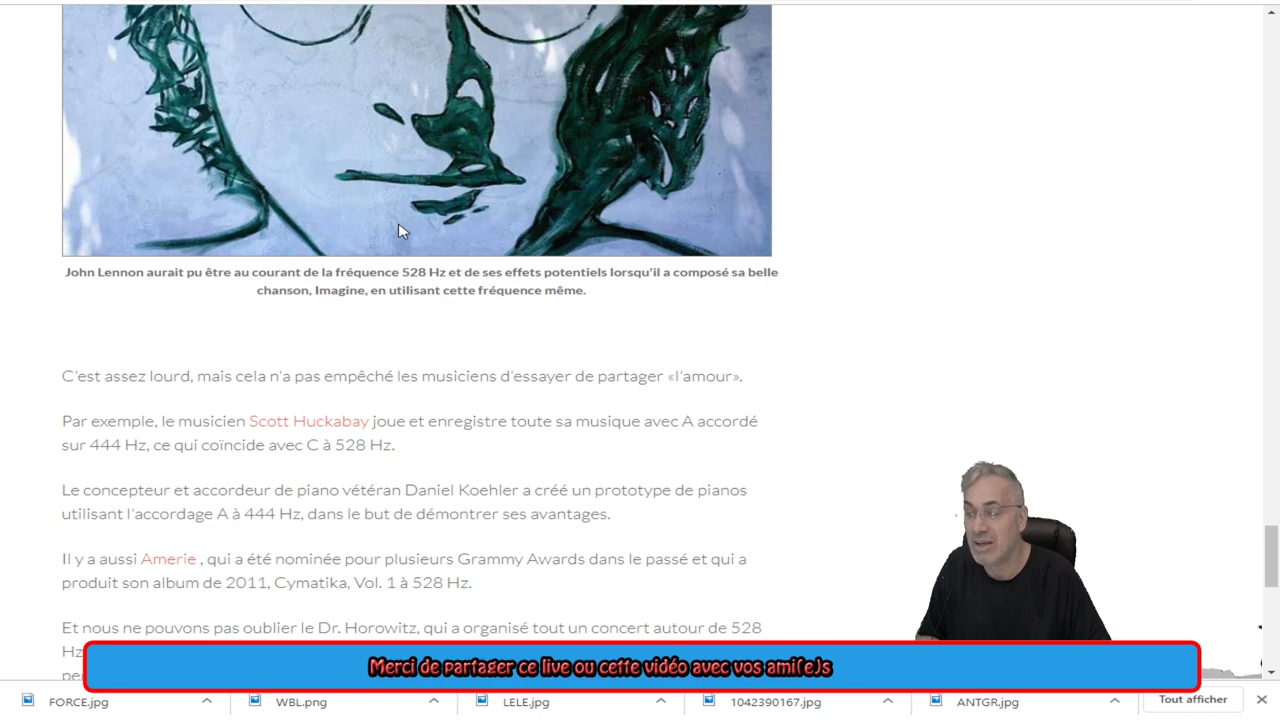 John Lennon aurait pu être au courant de la fréquence 528 Hz et de ses effets potentiels lorsqu'il a composé sa belle
chanson, Imagine, en utilisant cette fréquence même.
C'est assez lourd, mais cela n'a pas empêché les musiciens d'essayer de partager «l'amour».
Par exemple, le musicien Scott Huckabay joue et enregistre toute sa musique avec A accordé
sur 444 Hz, ce qui coïncide avec C à 528 Hz.
Le concepteur et accordeur de piano vétéran Daniel Koehler a créé un prototype de pianos
utilisant l'accordage A à 444 Hz, dans le but de démontrer ses avantages.
Il y a aussi Amerie , qui a été nominée pour plusieurs Grammy Awards dans le passé et qui a
produit son album de 2011, Cymatika, Vol. 1 à 528 Hz.
Et nous ne pouvons pas oublier le Dr. Horowitz, qui a organisé tout un concert autour de 528
Merci de partager ce live ou cette vidéo avec vos ami(e)s
FORCE.jpg WBL.png LELE.jpg 1042390167.jpg ANTGR.jpg Tout afficher